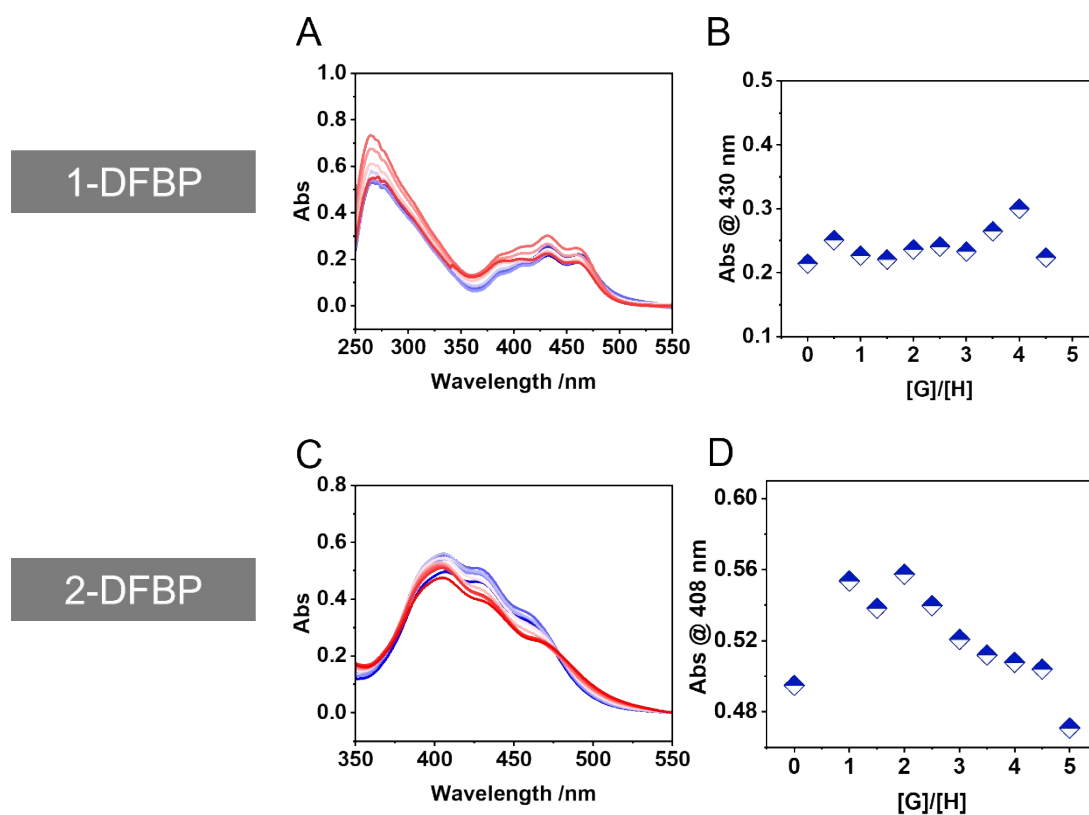 1-DFBP
A
1.0
0.8
0.6
0.4
0.2
0.0
Abs
250 300 350 400 450 500 550
Wavelength /nm
B
0.5
0.4
0.3
0.2
0.1
Abs @ 430 nm
0 1 2 3 4 5
[G]/[H]
2-DFBP
C
0.8
0.6
0.4
0.2
0.0
Abs
350 400 450 500 550
Wavelength /nm
D
0.60
0.56
0.52
0.48
Abs @ 408 nm
0 1 2 3 4 5
[G]/[H]